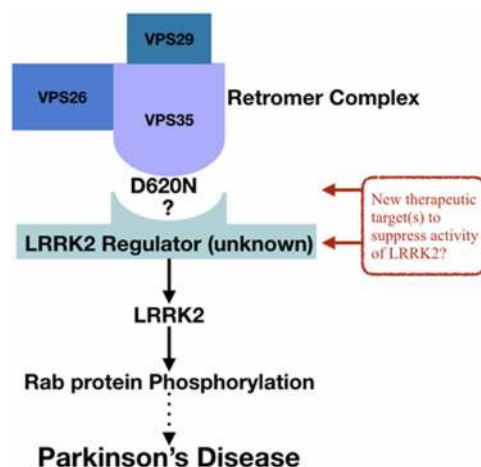 VPS29
VPS26
VPS35
Retromer Complex
D620N
?
LRRK2 Regulator (unknown)
New therapeutic
target(s) to
suppress activity
of LRRK2?
LRRK2
Rab protein Phosphorylation
Parkinson's Disease